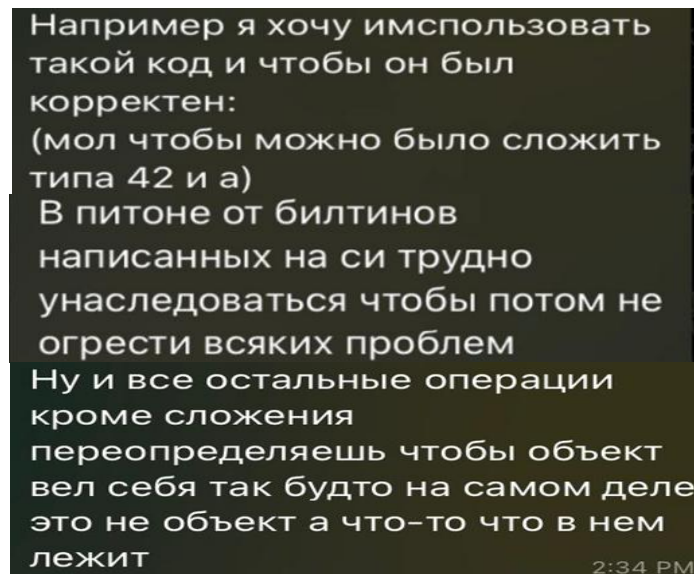 Например я хочу имспользовать
такой код и чтобы он был
корректен:
(мол чтобы можно было сложить
типа 42 и а)
В питоне от билтинов
написанных на си трудно
унаследоваться чтобы потом не
огрести всяких проблем
Ну и все остальные операции
кроме сложения
переопределяешь чтобы объект
вел себя так будто на самом деле
это не объект а что-то что в нем
лежит
2:34 PM